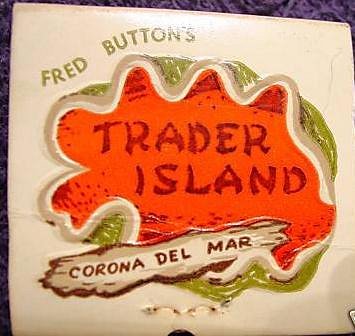 FRED BUTTON'S
TRADER
ISLAND
CORONA DEL MAR